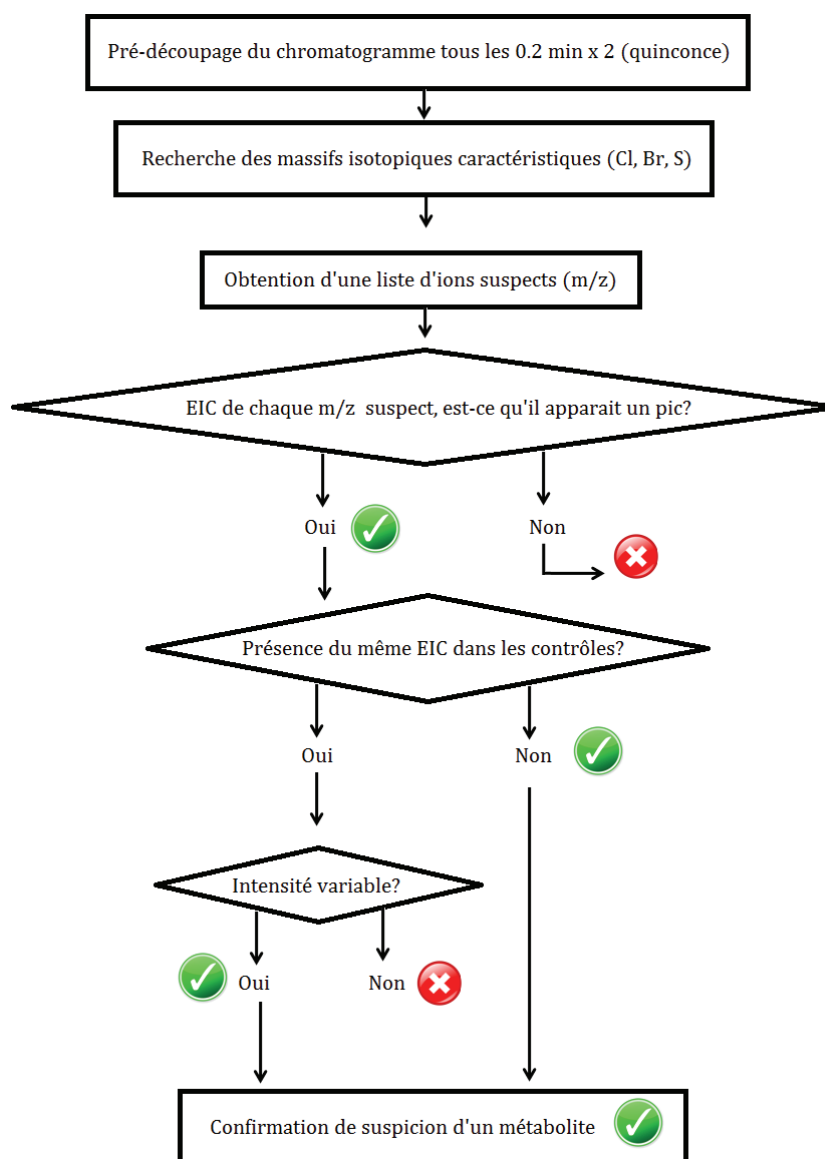 Pré-découpage du chromatogramme tous les 0.2 min x 2 (quinconce)
Recherche des massifs isotopiques caractéristiques (Cl, Br, S)
Obtention d'une liste d'ions suspects (m/z)
EIC de chaque m/z suspect, est-ce qu'il apparait un pic?
Oui
Non
Présence du même EIC dans les contrôles?
Oui
Non
Intensité variable?
Oui
Non
Confirmation de suspicion d'un métabolite